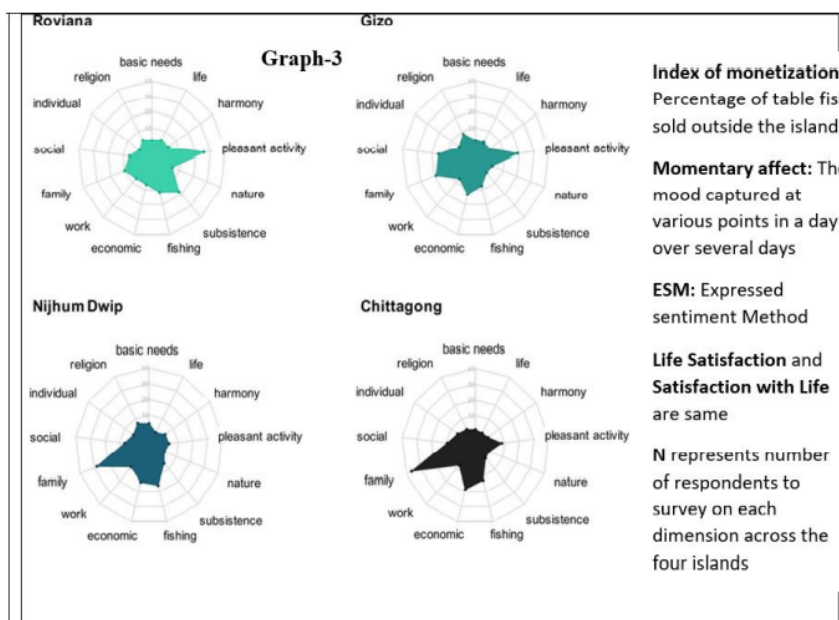 Roviana
Gizo
Graph-3
basic needs
life
harmony
pleasant activity
nature
subsistence
fishing
economic
work
family
social
individual
religion
basic needs
life
harmony
pleasant activity
nature
subsistence
fishing
economic
work
family
social
individual
religion
Nijhum Dwip
Chittagong
basic needs
life
harmony
pleasant activity
nature
subsistence
fishing
economic
work
family
social
individual
religion
basic needs
life
harmony
pleasant activity
nature
subsistence
fishing
economic
work
family
social
individual
religion
Index of monetization
Percentage of table fis
sold outside the island
Momentary affect: The
mood captured at
various points in a day
over several days
ESM: Expressed
sentiment Method
Life Satisfaction and
Satisfaction with Life
are same
N represents number
of respondents to
survey on each
dimension across the
four islands